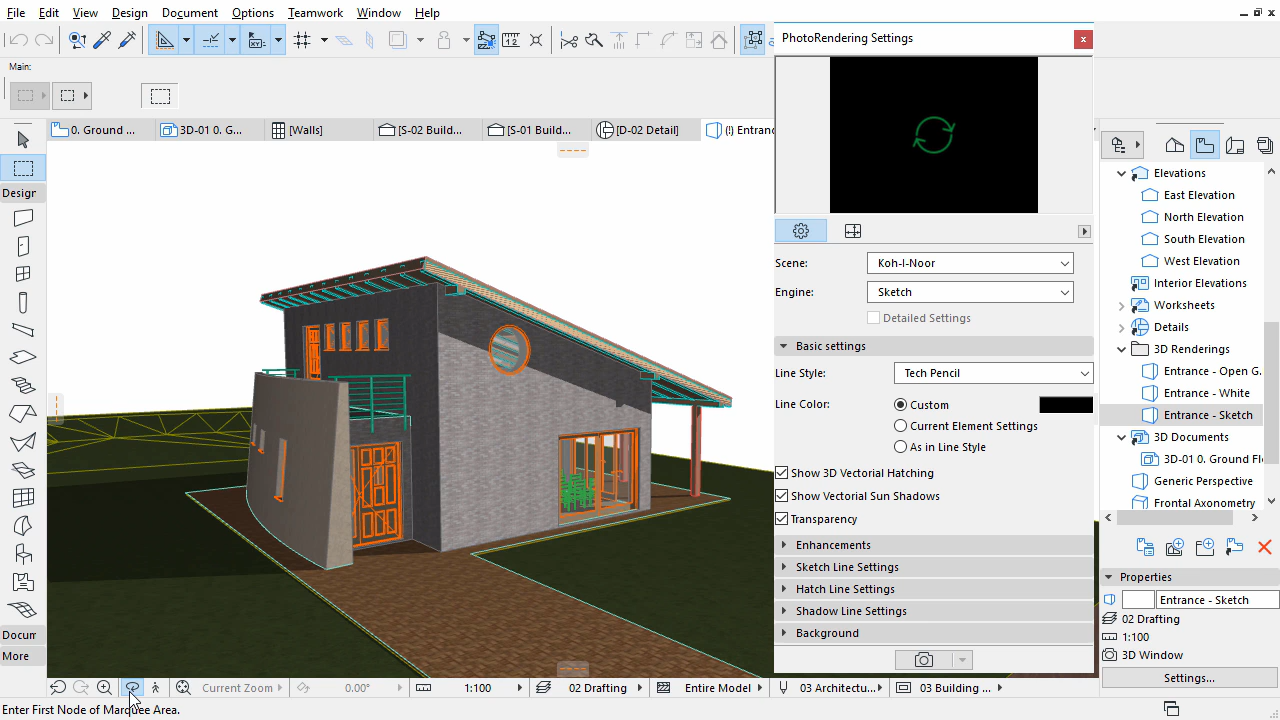 File Edit View Design Document Options Teamwork Window Help
PhotoRendering Settings
Main:
0. Ground ...
3D-01 0. G...
[Walls]
[S-02 Build...
[S-01 Build...
[D-02 Detail]
(!) Entranc
Design
Docum
More
Scene: Koh-I-Noor
Engine: Sketch
Detailed Settings
Basic settings
Line Style: Tech Pencil
Line Color: Custom
Current Element Settings
As in Line Style
Show 3D Vectorial Hatching
Show Vectorial Sun Shadows
Transparency
Enhancements
Sketch Line Settings
Hatch Line Settings
Shadow Line Settings
Background
Elevations
East Elevation
North Elevation
South Elevation
West Elevation
Interior Elevations
Worksheets
Details
3D Renderings
Entrance - Open G.
Entrance - White
Entrance - Sketch
3D Documents
3D-01 0. Ground Fl
Generic Perspective
Frontal Axonometry
Properties
Entrance - Sketch
02 Drafting
1:100
3D Window
Settings...
Current Zoom
0.00°
1:100
02 Drafting
Entire Model
03 Architectu...
03 Building ...
Enter First Node of Marquee Area.